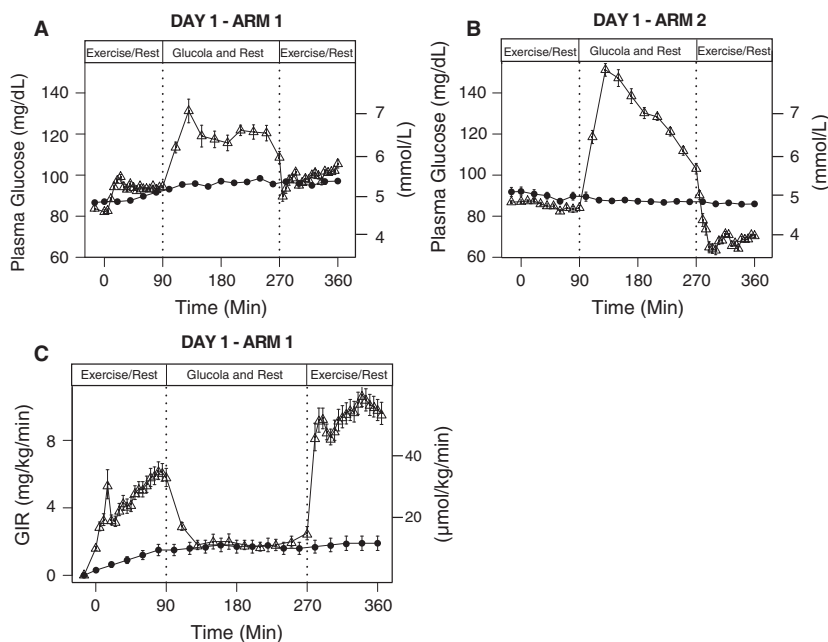 DAY 1 - ARM 1
A
Exercise/Rest Glucola and Rest Exercise/Rest
Plasma Glucose (mg/dL)
140
120
100
80
60
7
6
5
4
(mmol/L)
0 90 180 270 360
Time (Min)
DAY 1 - ARM 2
B
Exercise/Rest Glucola and Rest Exercise/Rest
Plasma Glucose (mg/dL)
140
120
100
80
60
7
6
5
4
(mmol/L)
0 90 180 270 360
Time (Min)
DAY 1 - ARM 1
C
Exercise/Rest Glucola and Rest Exercise/Rest
GIR (mg/kg/min)
8
4
0
40
20
(μmol/kg/min)
0 90 180 270 360
Time (Min)